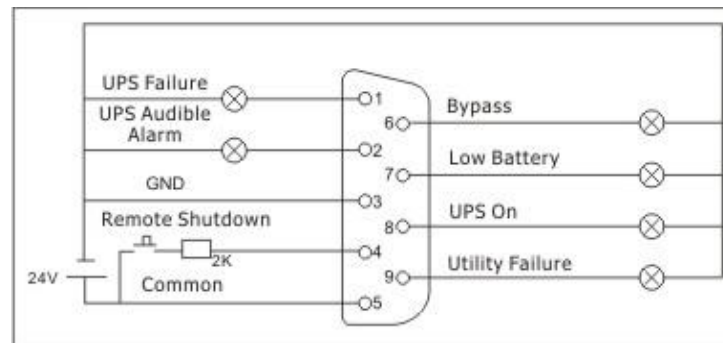 UPS Failure
1
UPS Audible
Alarm
2
GND
3
Remote Shutdown
2K
4
24V
Common
5
6
Bypass
7
Low Battery
8
UPS On
9
Utility Failure